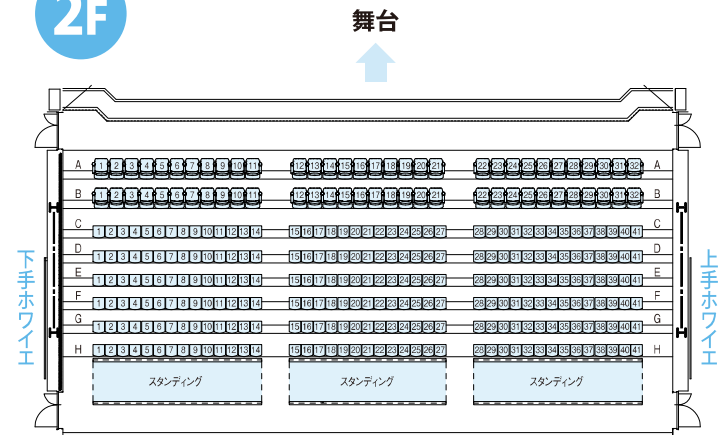 2F
舞台
A 1 2 3 4 5 6 7 8 9 10 11 12 13 14 15 16 17 18 19 20 21 22 23 24 25 26 27 28 29 30 31 32 A
B 1 2 3 4 5 6 7 8 9 10 11 12 13 14 15 16 17 18 19 20 21 22 23 24 25 26 27 28 29 30 31 32 B
C 1 2 3 4 5 6 7 8 9 10 11 12 13 14 15 16 17 18 19 20 21 22 23 24 25 26 27 28 29 30 31 32 33 34 35 36 37 38 39 40 41 C
D 1 2 3 4 5 6 7 8 9 10 11 12 13 14 15 16 17 18 19 20 21 22 23 24 25 26 27 28 29 30 31 32 33 34 35 36 37 38 39 40 41 D
E 1 2 3 4 5 6 7 8 9 10 11 12 13 14 15 16 17 18 19 20 21 22 23 24 25 26 27 28 29 30 31 32 33 34 35 36 37 38 39 40 41 E
F 1 2 3 4 5 6 7 8 9 10 11 12 13 14 15 16 17 18 19 20 21 22 23 24 25 26 27 28 29 30 31 32 33 34 35 36 37 38 39 40 41 F
G 1 2 3 4 5 6 7 8 9 10 11 12 13 14 15 16 17 18 19 20 21 22 23 24 25 26 27 28 29 30 31 32 33 34 35 36 37 38 39 40 41 G
H 1 2 3 4 5 6 7 8 9 10 11 12 13 14 15 16 17 18 19 20 21 22 23 24 25 26 27 28 29 30 31 32 33 34 35 36 37 38 39 40 41 H
スタンディング スタンディング スタンディング
下手ホワイエ
上手ホワイエ